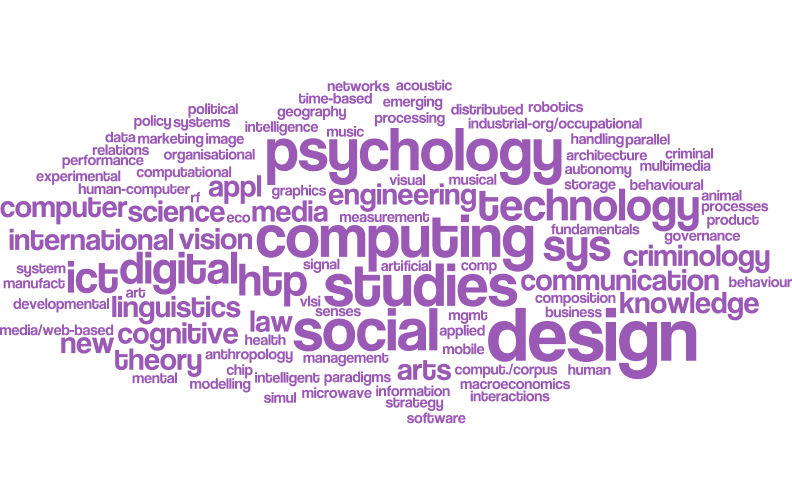 networks acoustic
time-based emerging
political geography distributed robotics
policy systems intelligence processing industrial-org/occupational
data marketing image music handling parallel
relations organisational psychology architecture criminal
performance computational autonomy multimedia
experimental visual musical storage behavioural
human-computer rf appl graphics engineering technology animal
computer science eco media measurement processes
product
international vision computing fundamentals governance
sys criminology
system ict digital signal artificial comp
manufact htp studies communication behaviour
art
developmental linguistics vlsi senses composition knowledge
media/web-based cognitive law social mgmt business
new health applied design
theory anthropology management mobile
mental chip intelligent paradigms arts comput./corpus human
modelling macroeconomics
simul microwave information interactions
strategy
software